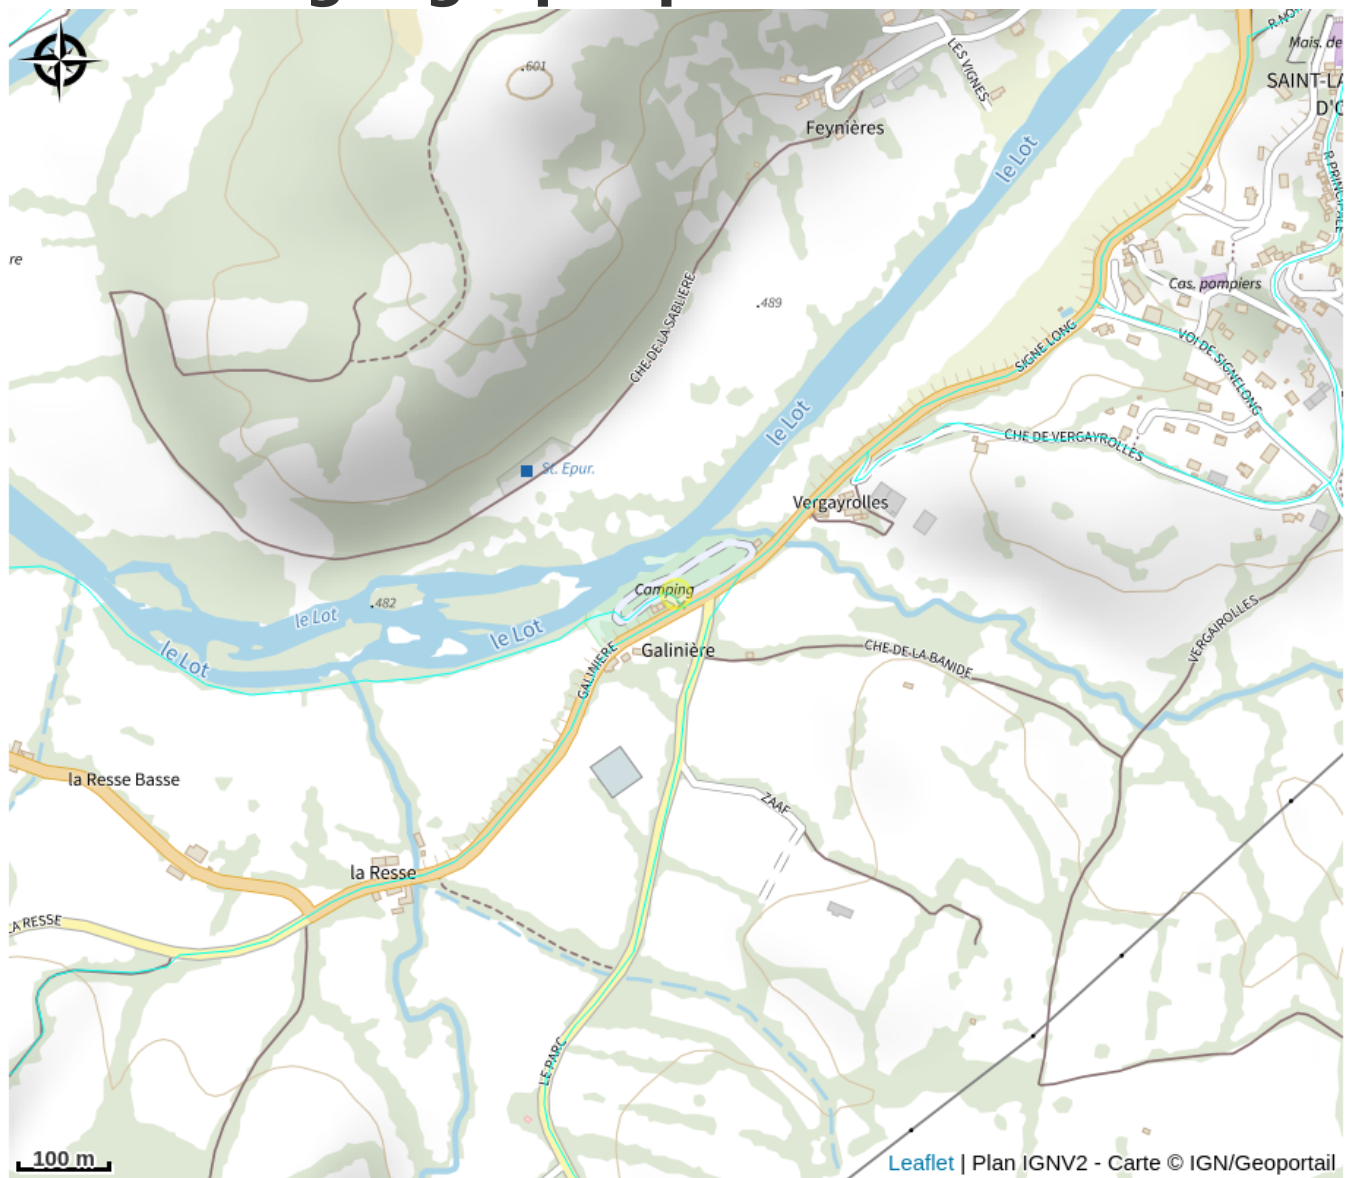 601
LES VIGNES
R NOR
Mais. de
SAINT-LA
D'O
Feynières
le Lot
R PRINCIPALE
re
CHE DE LA SABLIERE
489
Cas. pompiers
SIGNE LONG
VOI DE SIGNELONG
le Lot
CHE DE VERGAYROLLES
St. Epur.
Vergayrolles
Camping
482
le Lot
le Lot
le Lot
Galinière
GALINIERE
CHE DE LA BANIDE
VERGAIROLLES
la Resse Basse
ZAAF
la Resse
LA RESSE
LE PARC
100 m
Leaflet | Plan IGNV2 - Carte © IGN/Geoportail